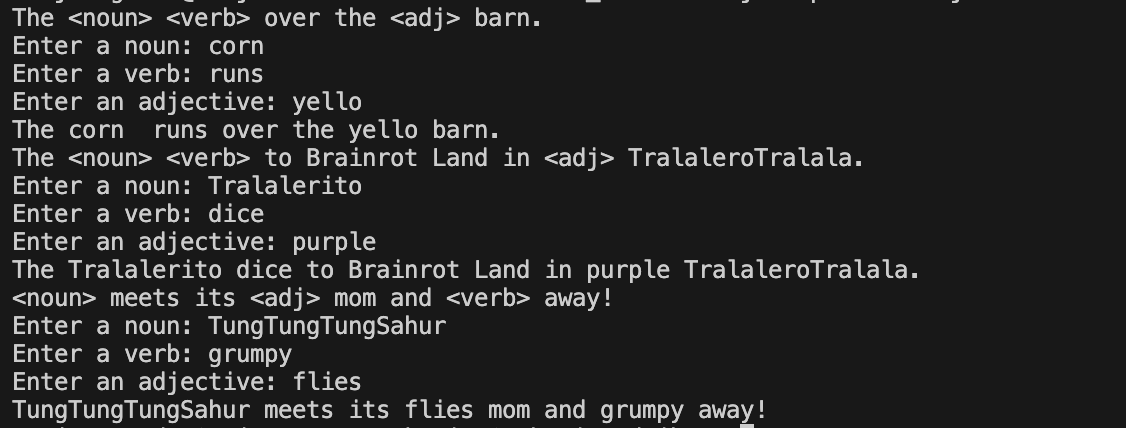 The <noun> <verb> over the <adj> barn.
Enter a noun: corn
Enter a verb: runs
Enter an adjective: yello
The corn  runs over the yello barn.
The <noun> <verb> to Brainrot Land in <adj> TralaleroTralala.
Enter a noun: Tralalerito
Enter a verb: dice
Enter an adjective: purple
The Tralalerito dice to Brainrot Land in purple TralaleroTralala.
<noun> meets its <adj> mom and <verb> away!
Enter a noun: TungTungTungSahur
Enter a verb: grumpy
Enter an adjective: flies
TungTungTungSahur meets its flies mom and grumpy away!